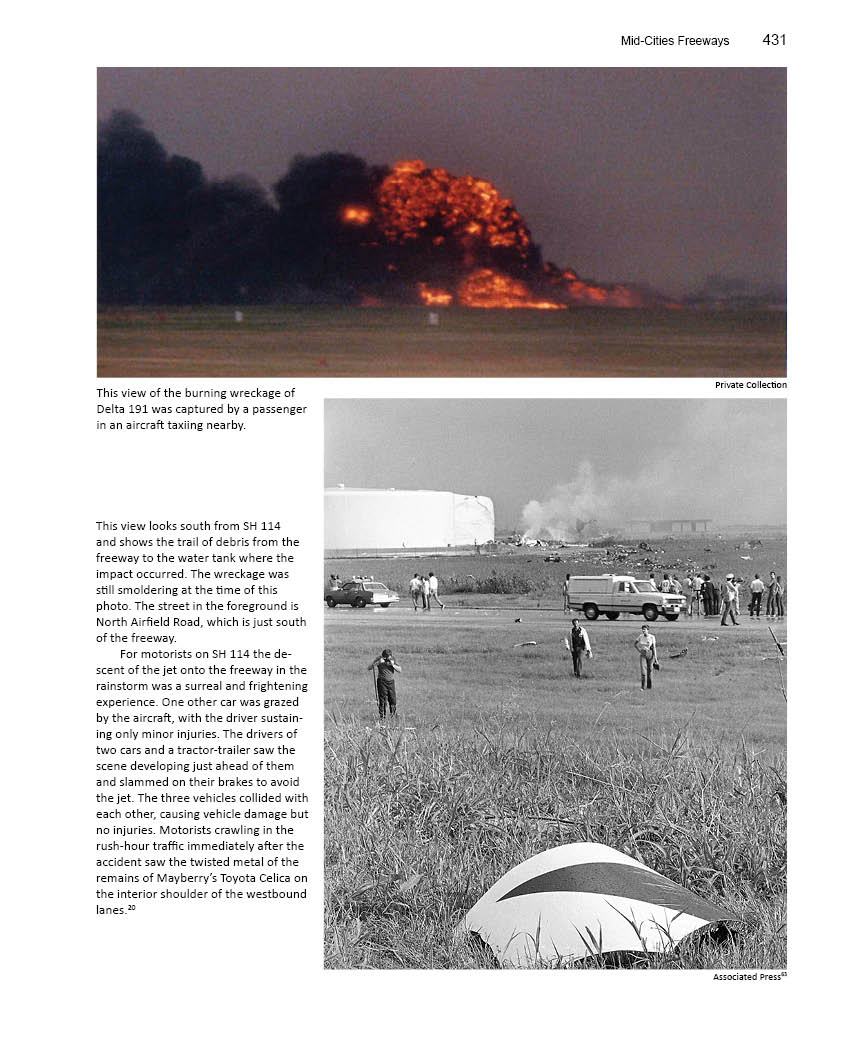 Mid-Cities Freeways 431
Private Collection
This view of the burning wreckage of
Delta 191 was captured by a passenger
in an aircraft taxiing nearby.
This view looks south from SH 114
and shows the trail of debris from the
freeway to the water tank where the
impact occurred. The wreckage was
still smoldering at the time of this
photo. The street in the foreground is
North Airfield Road, which is just south
of the freeway.
For motorists on SH 114 the de-
scent of the jet onto the freeway in the
rainstorm was a surreal and frightening
experience. One other car was grazed
by the aircraft, with the driver sustain-
ing only minor injuries. The drivers of
two cars and a tractor-trailer saw the
scene developing just ahead of them
and slammed on their brakes to avoid
the jet. The three vehicles collided with
each other, causing vehicle damage but
no injuries. Motorists crawling in the
rush-hour traffic immediately after the
accident saw the twisted metal of the
remains of Mayberry’s Toyota Celica on
the interior shoulder of the westbound
lanes.²⁰
Associated Press